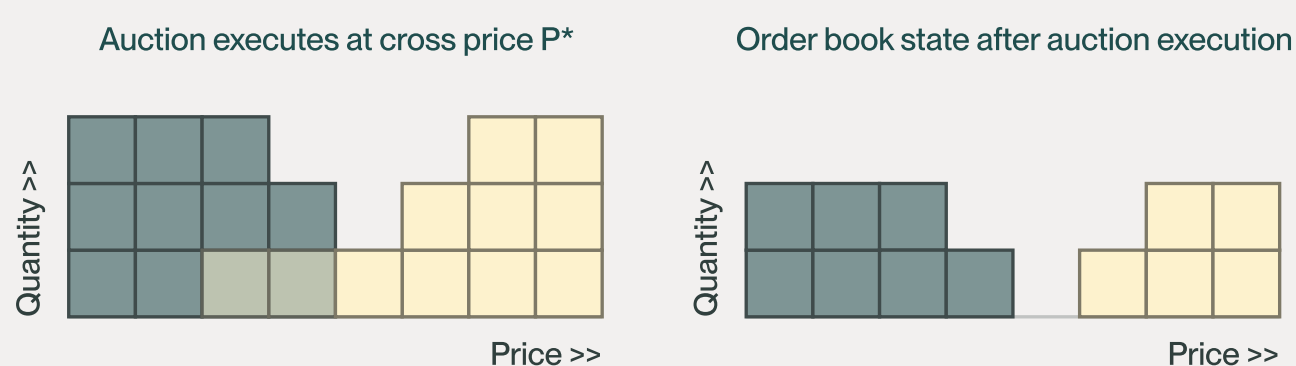 Auction executes at cross price P*
Order book state after auction execution
Quantity >>
Price >>
Quantity >>
Price >>